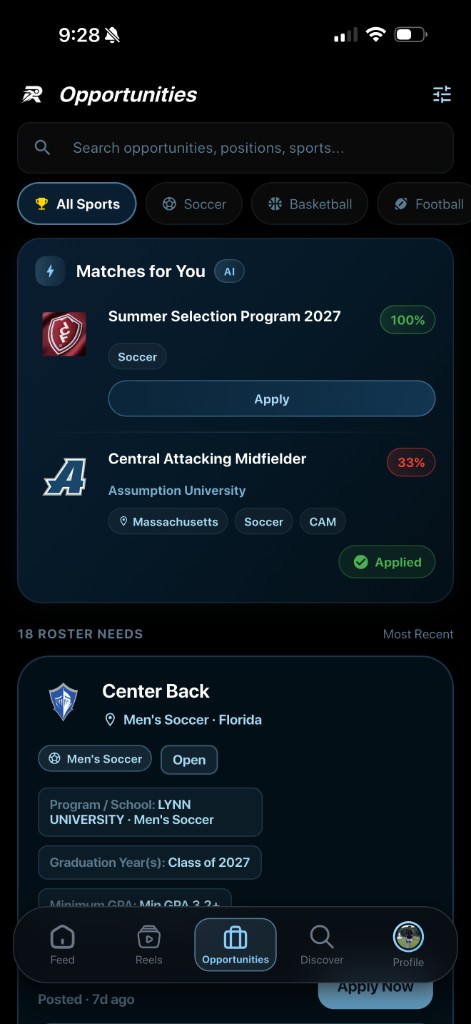 9:28
Opportunities
Search opportunities, positions, sports...
All Sports
Soccer
Basketball
Football
Matches for You
AI
Summer Selection Program 2027
100%
Soccer
Apply
Central Attacking Midfielder
33%
Assumption University
Massachusetts
Soccer
CAM
Applied
18 ROSTER NEEDS
Most Recent
Center Back
Men's Soccer · Florida
Men's Soccer
Open
Program / School: LYNN
UNIVERSITY · Men's Soccer
Graduation Year(s): Class of 2027
Minimum GPA: Min GPA 3.2+
Feed
Reels
Opportunities
Discover
Profile
Posted · 7d ago
Apply Now